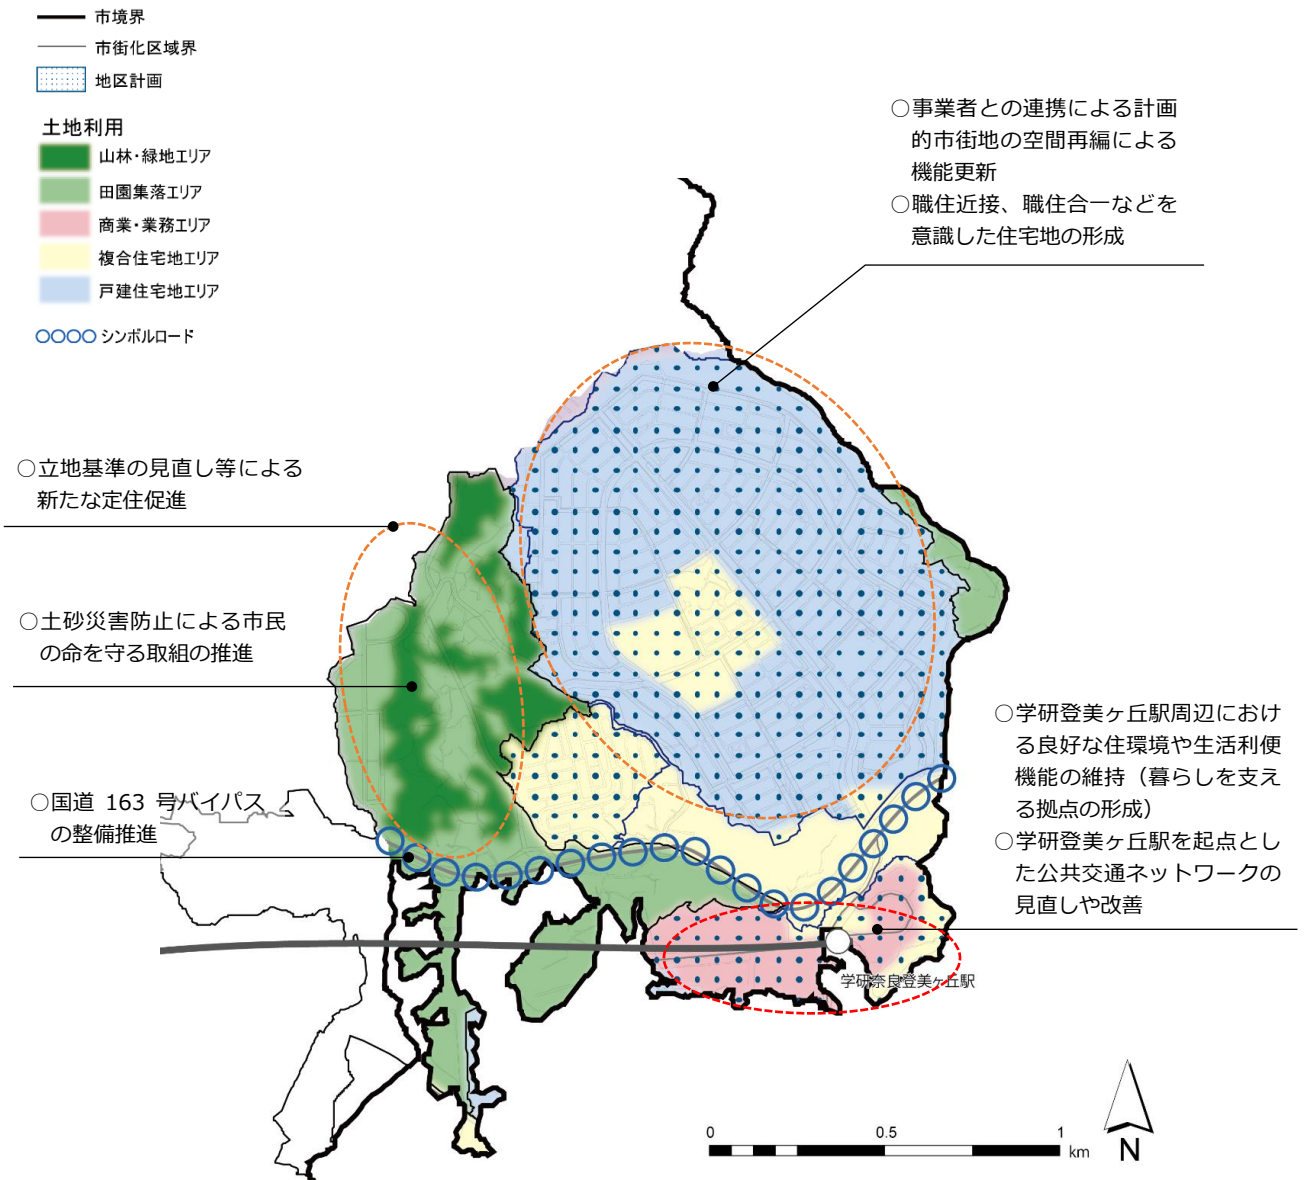 市境界
市街化区域界
地区計画
土地利用
山林・緑地エリア
田園集落エリア
商業・業務エリア
複合住宅地エリア
戸建住宅地エリア
シンボルロード
○事業者との連携による計画
的市街地の空間再編による
機能更新
○職住近接、職住合一などを
意識した住宅地の形成
○立地基準の見直し等による
新たな定住促進
○土砂災害防止による市民
の命を守る取組の推進
○国道 163 号バイパス
の整備推進
○学研登美ヶ丘駅周辺におけ
る良好な住環境や生活利便
機能の維持（暮らしを支え
る拠点の形成）
○学研登美ヶ丘駅を起点とし
た公共交通ネットワークの
見直しや改善
学研奈良登美ヶ丘駅
0 0.5 1
km
N